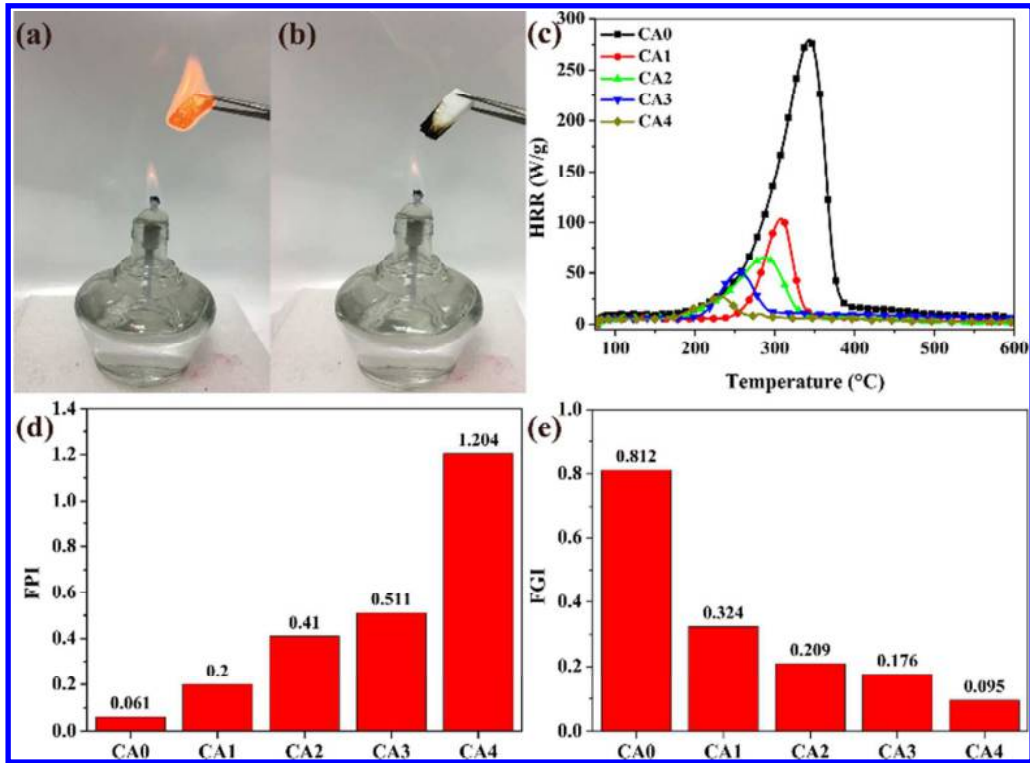 (a)
(b)
(c)
CA0
CA1
CA2
CA3
CA4
HRR (W/g)
300
250
200
150
100
50
0
100 200 300 400 500 600
Temperature (°C)
(d)
FPI
1.4
1.2
1.0
0.8
0.6
0.4
0.2
0.0
0.061
0.2
0.41
0.511
1.204
CA0 CA1 CA2 CA3 CA4
(e)
FGI
1.0
0.8
0.6
0.4
0.2
0.0
0.812
0.324
0.209
0.176
0.095
CA0 CA1 CA2 CA3 CA4